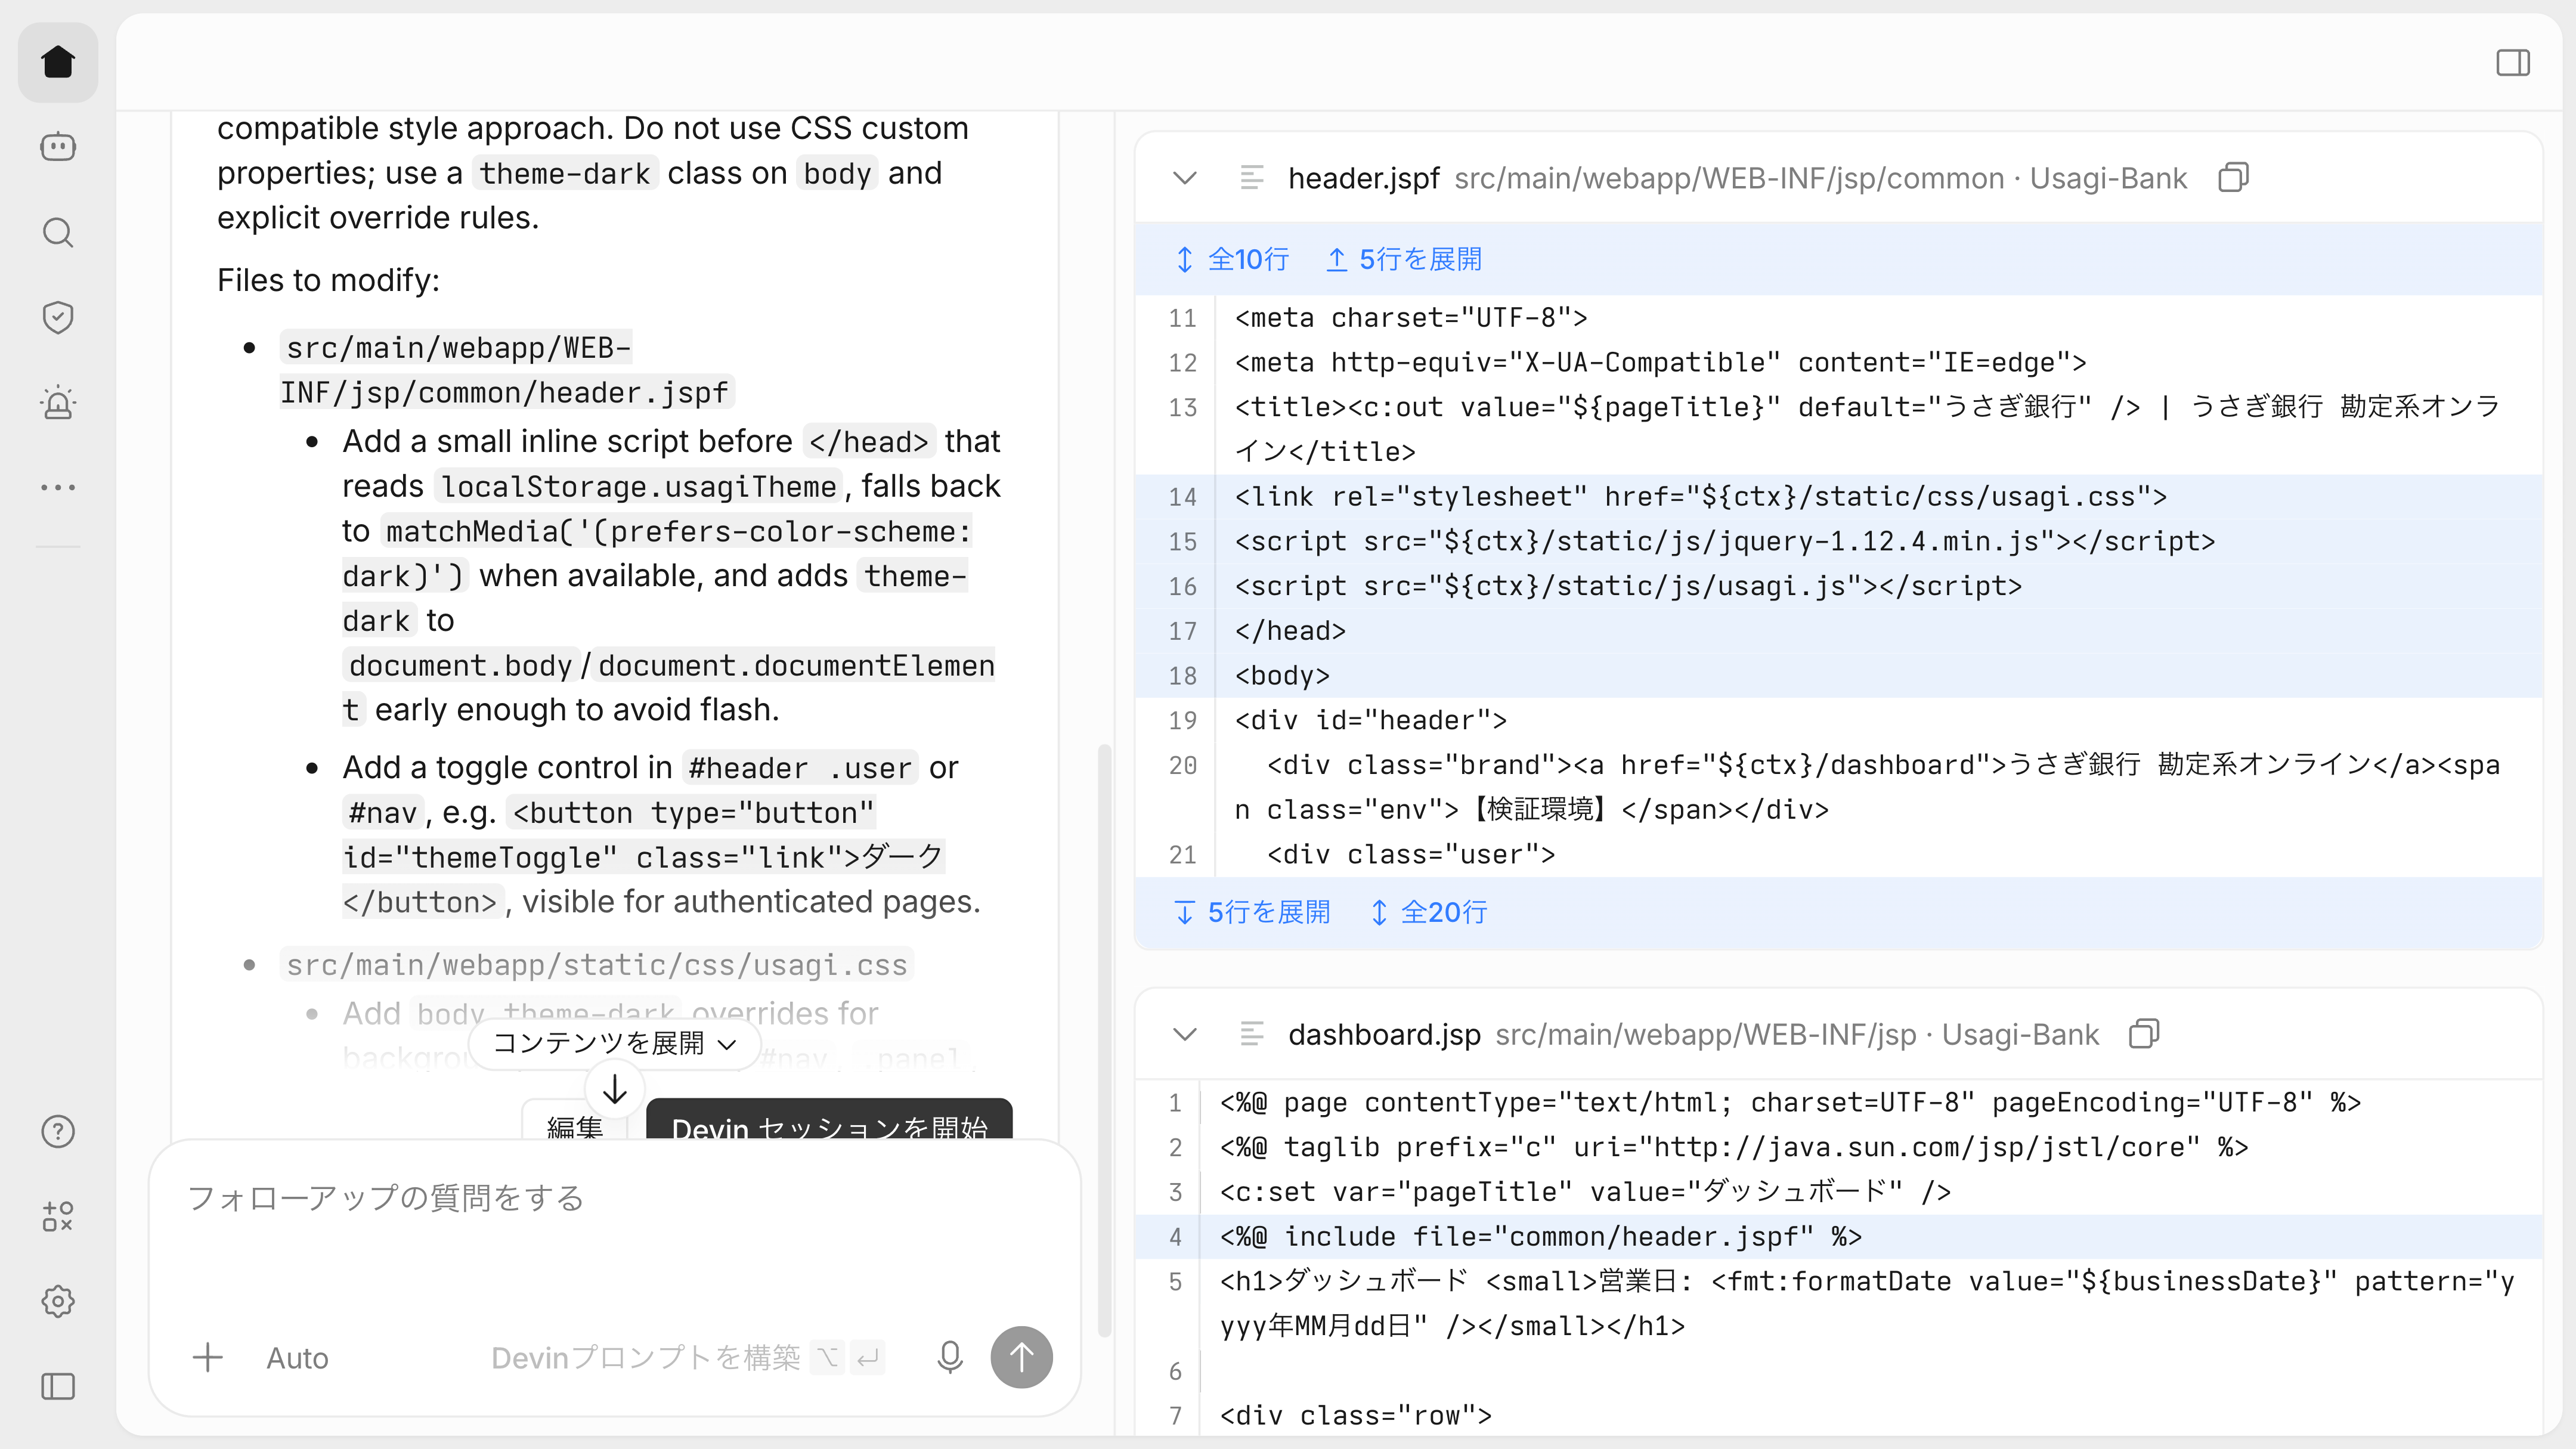 compatible style approach. Do not use CSS custom
properties; use a theme-dark class on body and
explicit override rules.
Files to modify:
src/main/webapp/WEB-
INF/jsp/common/header.jspf
Add a small inline script before </head> that
reads localStorage.usagiTheme, falls back
to matchMedia('(prefers-color-scheme:
dark)') when available, and adds theme-
dark to
document.body/document.documentElemen
t early enough to avoid flash.
Add a toggle control in #header .user or
#nav, e.g. <button type="button"
id="themeToggle" class="link">ダーク
</button>, visible for authenticated pages.
src/main/webapp/static/css/usagi.css
Add body.theme-dark overrides for
#nav, .panel,
コンテンツを展開
編集
Devin セッションを開始
フォローアップの質問をする
Auto
Devinプロンプトを構築 ⌥ ↵
header.jspf src/main/webapp/WEB-INF/jsp/common · Usagi-Bank
全10行 5行を展開
11 <meta charset="UTF-8">
12 <meta http-equiv="X-UA-Compatible" content="IE=edge">
13 <title><c:out value="${pageTitle}" default="うさぎ銀行" /> | うさぎ銀行 勘定系オンラ
イン</title>
14 <link rel="stylesheet" href="${ctx}/static/css/usagi.css">
15 <script src="${ctx}/static/js/jquery-1.12.4.min.js"></script>
16 <script src="${ctx}/static/js/usagi.js"></script>
17 </head>
18 <body>
19 <div id="header">
20 <div class="brand"><a href="${ctx}/dashboard">うさぎ銀行 勘定系オンライン</a><spa
n class="env">【検証環境】</span></div>
21 <div class="user">
5行を展開 全20行
dashboard.jsp src/main/webapp/WEB-INF/jsp · Usagi-Bank
1 <%@ page contentType="text/html; charset=UTF-8" pageEncoding="UTF-8" %>
2 <%@ taglib prefix="c" uri="http://java.sun.com/jsp/jstl/core" %>
3 <c:set var="pageTitle" value="ダッシュボード" />
4 <%@ include file="common/header.jspf" %>
5 <h1>ダッシュボード <small>営業日: <fmt:formatDate value="${businessDate}" pattern="y
yyy年MM月dd日" /></small></h1>
6
7 <div class="row">